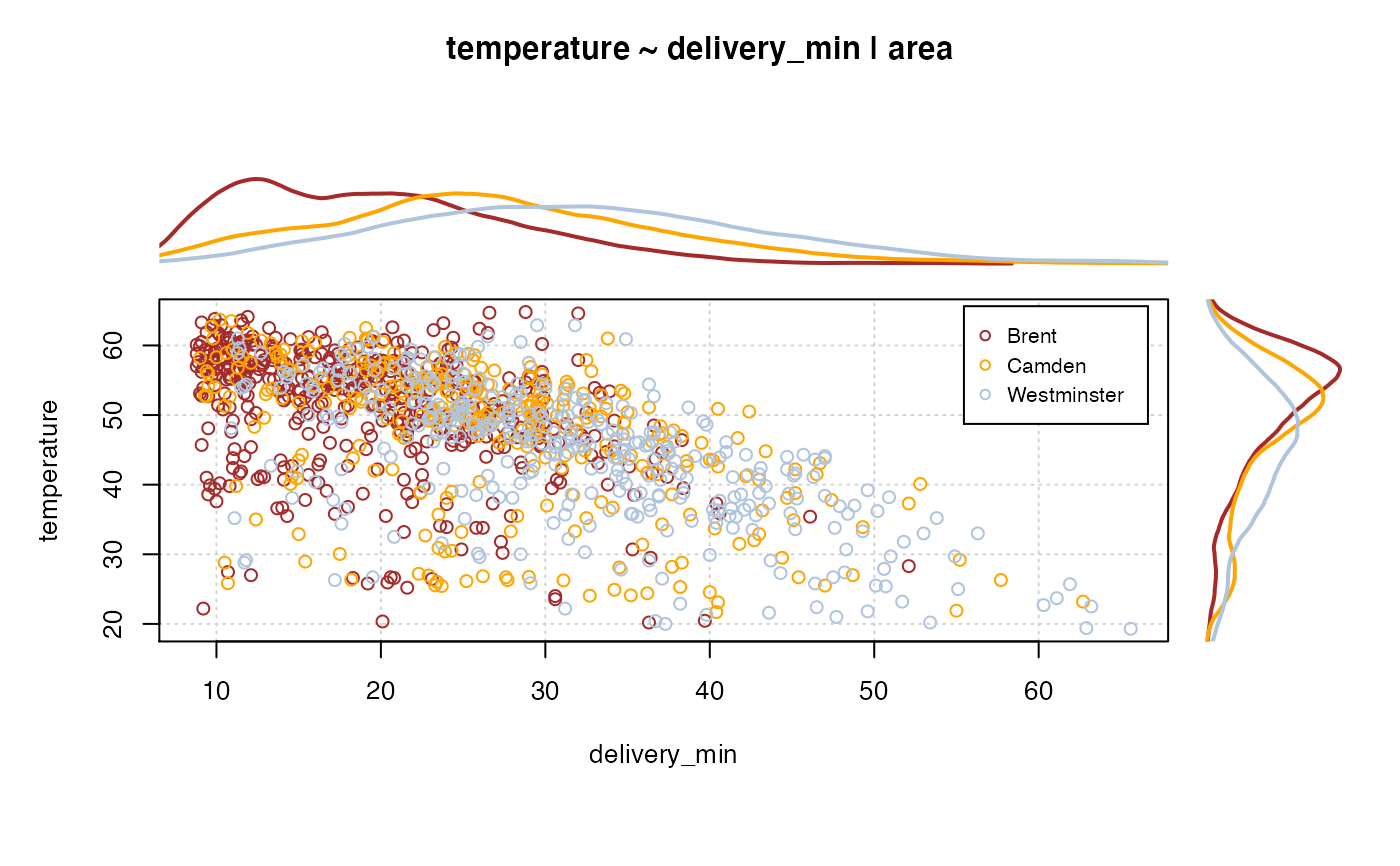 temperature ~ delivery_min | area
Brent
Camden
Westminster
temperature
60
50
40
30
20
10 20 30 40 50 60
delivery_min